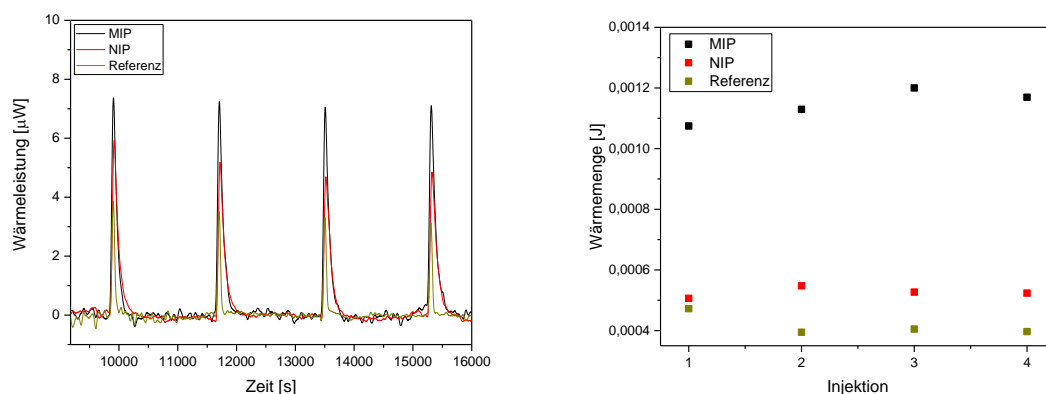 10
8
6
4
2
0
Wärmeleistung [μW]
MIP
NIP
Referenz
10000 11000 12000 13000 14000 15000 16000
Zeit [s]
0,0014
0,0012
0,0010
0,0008
0,0006
0,0004
Wärmemenge [J]
MIP
NIP
Referenz
1 2 3 4
Injektion